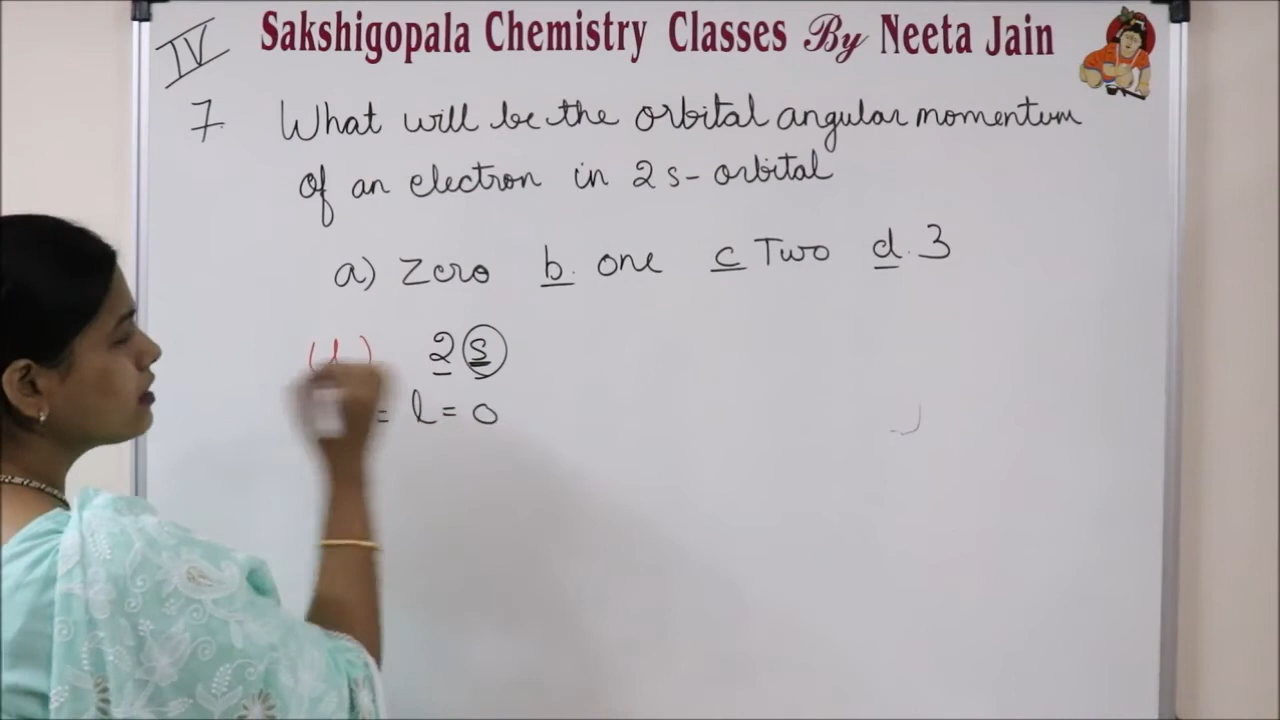 Sakshigopala Chemistry Classes By Neeta Jain
IV
7. What will be the orbital angular momentum
of an electron in 2s-orbital
a) Zero b. one c Two d. 3
(l) 2 s
= l = 0